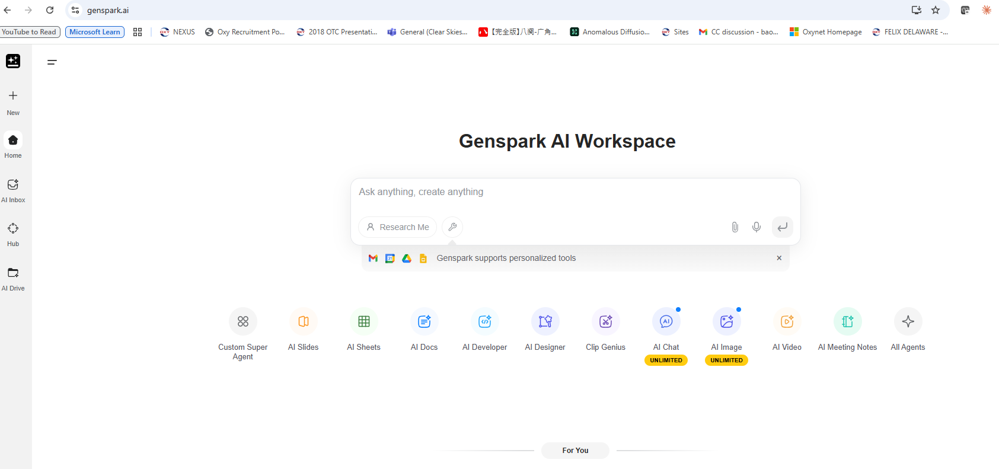 genspark.ai
YouTube to Read
Microsoft Learn
NEXUS
Oxy Recruitment Po...
2018 OTC Presentati...
General (Clear Skies...
【完全版】八阕-广角...
Anomalous Diffusio...
Sites
CC discussion - bao...
Oxynet Homepage
FELIX DELAWARE -...
New
Home
AI Inbox
Hub
AI Drive
Genspark AI Workspace
Ask anything, create anything
Research Me
31
Genspark supports personalized tools
Custom Super
Agent
AI Slides
AI Sheets
AI Docs
AI Developer
AI Designer
Clip Genius
AI
AI Chat
UNLIMITED
AI Image
UNLIMITED
AI Video
AI Meeting Notes
All Agents
For You